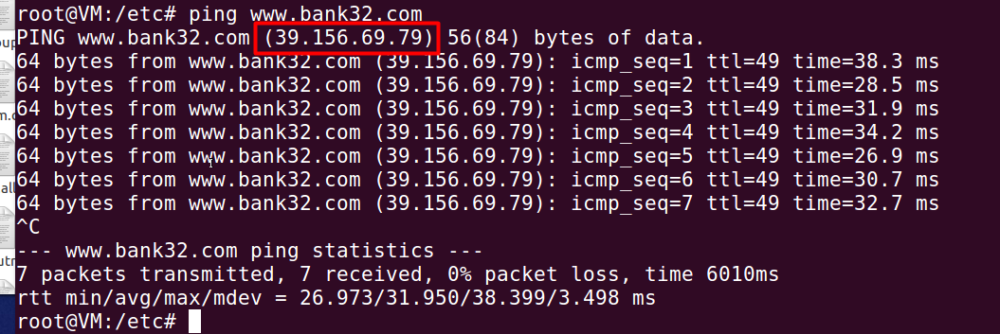 root@VM:/etc# ping www.bank32.com
PING www.bank32.com (39.156.69.79) 56(84) bytes of data.
64 bytes from www.bank32.com (39.156.69.79): icmp_seq=1 ttl=49 time=38.3 ms
64 bytes from www.bank32.com (39.156.69.79): icmp_seq=2 ttl=49 time=28.5 ms
64 bytes from www.bank32.com (39.156.69.79): icmp_seq=3 ttl=49 time=31.9 ms
64 bytes from www.bank32.com (39.156.69.79): icmp_seq=4 ttl=49 time=34.2 ms
64 bytes from www.bank32.com (39.156.69.79): icmp_seq=5 ttl=49 time=26.9 ms
64 bytes from www.bank32.com (39.156.69.79): icmp_seq=6 ttl=49 time=30.7 ms
64 bytes from www.bank32.com (39.156.69.79): icmp_seq=7 ttl=49 time=32.7 ms
^C
--- www.bank32.com ping statistics ---
7 packets transmitted, 7 received, 0% packet loss, time 6010ms
rtt min/avg/max/mdev = 26.973/31.950/38.399/3.498 ms
root@VM:/etc#